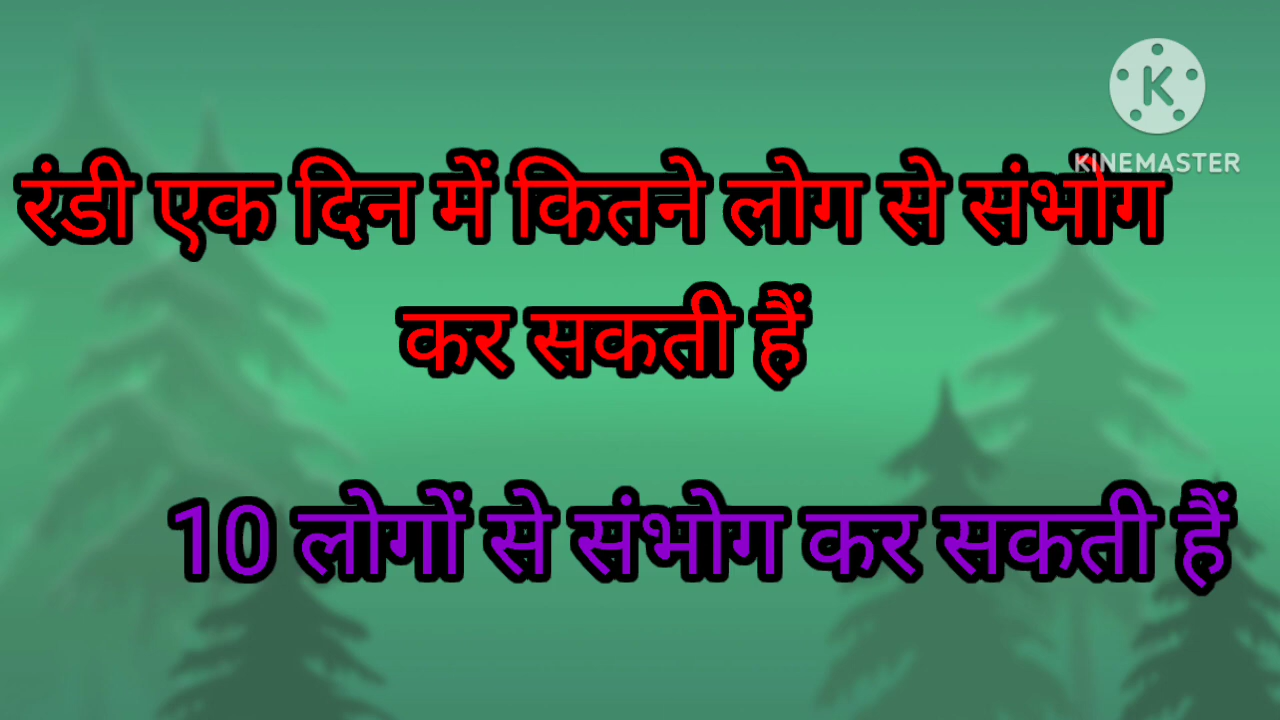 KINEMASTER
रंडी एक दिन में कितने लोग से संभोग
कर सकती हैं
10 लोगों से संभोग कर सकती हैं